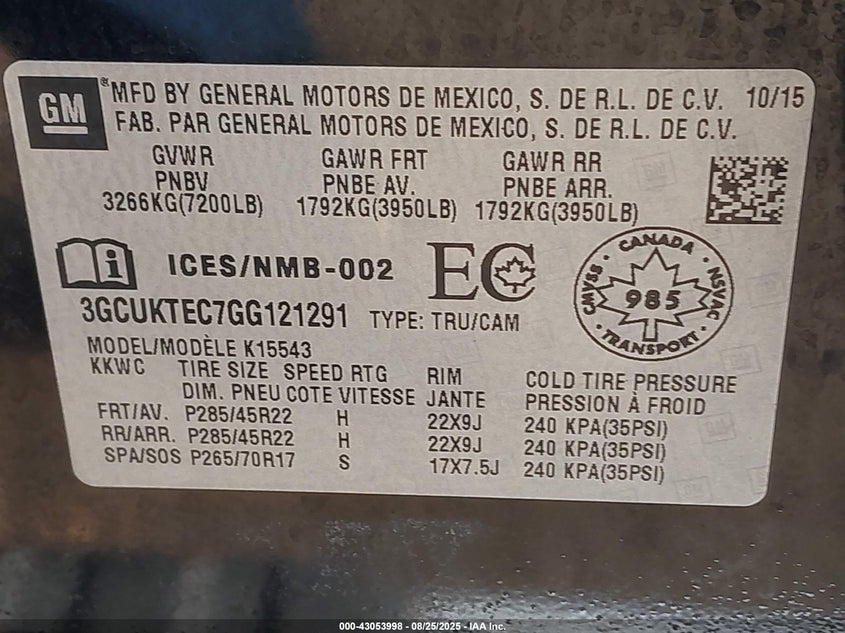 GM ® MFD BY GENERAL MOTORS DE MEXICO, S. DE R.L. DE C.V. 10/15
FAB. PAR GENERAL MOTORS DE MEXICO, S. DE R.L. DE C.V.
GVWR GAWR FRT GAWR RR
PNBV PNBE AV. PNBE ARR.
3266KG(7200LB) 1792KG(3950LB) 1792KG(3950LB)
ICES/NMB-002 EC
CANADA
CMVSS 985 NSVAC
TRANSPORT
3GCUKTEC7GG121291 TYPE: TRU/CAM
MODEL/MODÈLE K15543
KKWC TIRE SIZE SPEED RTG RIM COLD TIRE PRESSURE
DIM. PNEU COTE VITESSE JANTE PRESSION À FROID
FRT/AV. P285/45R22 H 22X9J 240 KPA(35PSI)
RR/ARR. P285/45R22 H 22X9J 240 KPA(35PSI)
SPA/SOS P265/70R17 S 17X7.5J 240 KPA(35PSI)
000-43053998 - 08/25/2025 - IAA Inc.